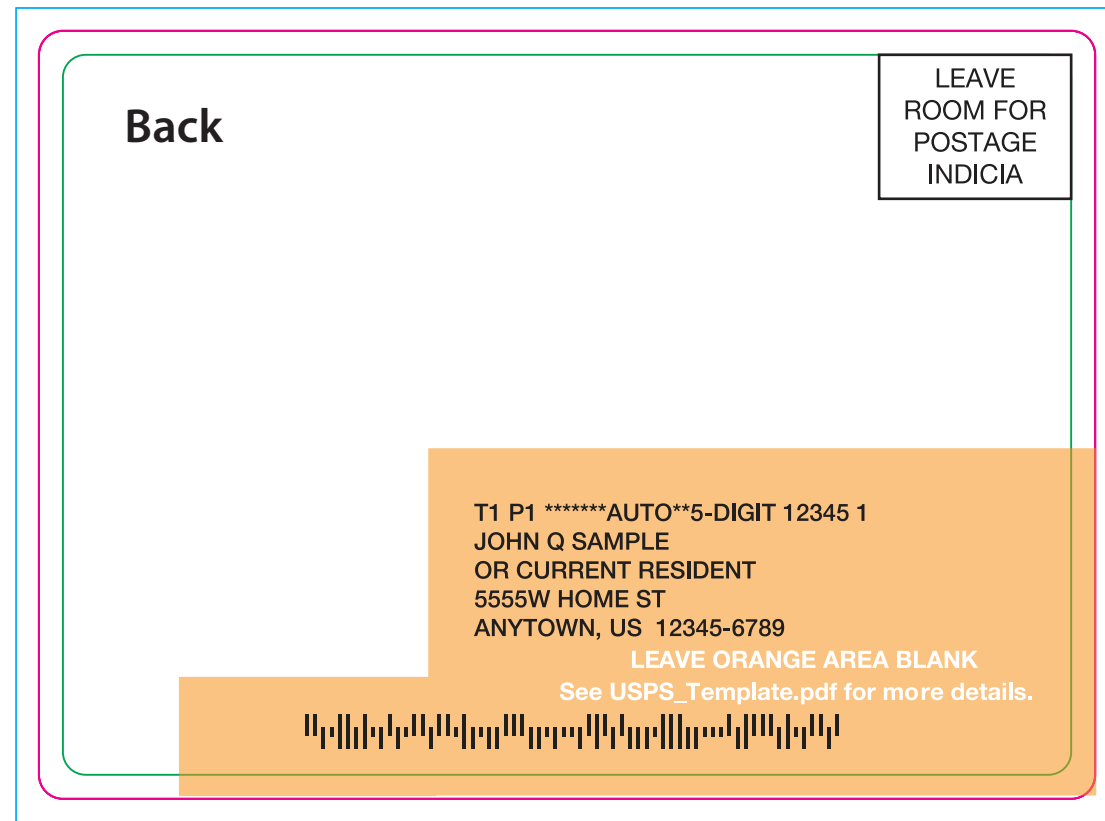 LEAVE
ROOM FOR
POSTAGE
INDICIA
Back
T1 P1 *******AUTO**5-DIGIT 12345 1
JOHN Q SAMPLE
OR CURRENT RESIDENT
5555W HOME ST
ANYTOWN, US  12345-6789
LEAVE ORANGE AREA BLANK
See USPS_Template.pdf for more details.